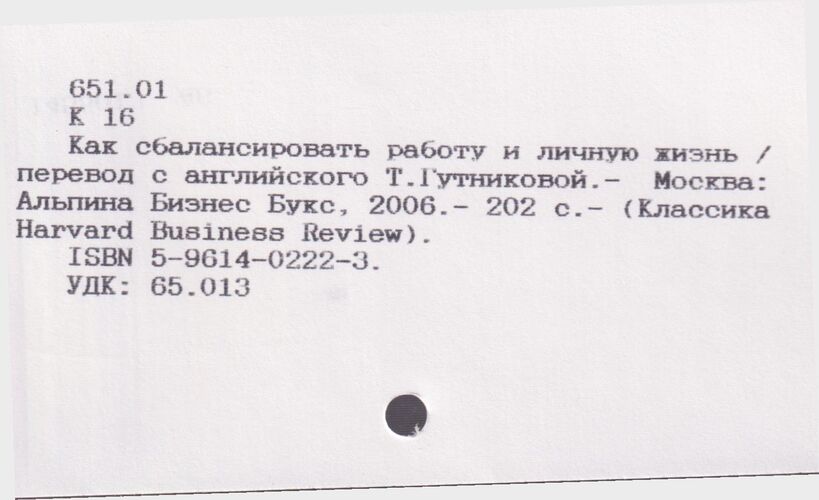 651.01
К 16
Как сбалансировать работу и личную жизнь /
перевод с английского Т.Гутниковой.- Москва:
Альпина Бизнес Букс, 2006.- 202 с.- (Классика
Harvard Business Review).
ISBN 5-9614-0222-3.
УДК: 65.013